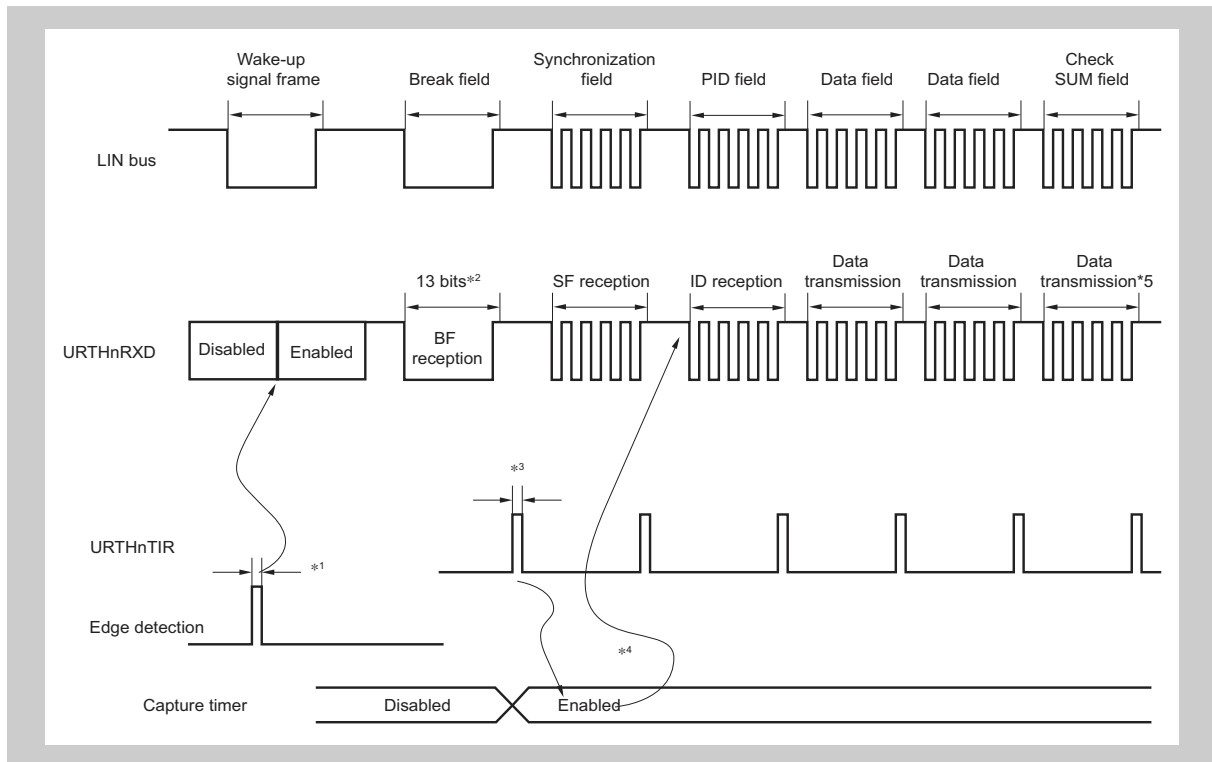 Wake-up
signal frame
Break field
Synchronization
field
PID field
Data field
Data field
Check
SUM field
LIN bus
13 bits*2
SF reception
ID reception
Data
transmission
Data
transmission
Data
transmission*5
URTHnRXD
Disabled
Enabled
BF
reception
*3
URTHnTIR
*1
Edge detection
*4
Capture timer
Disabled
Enabled